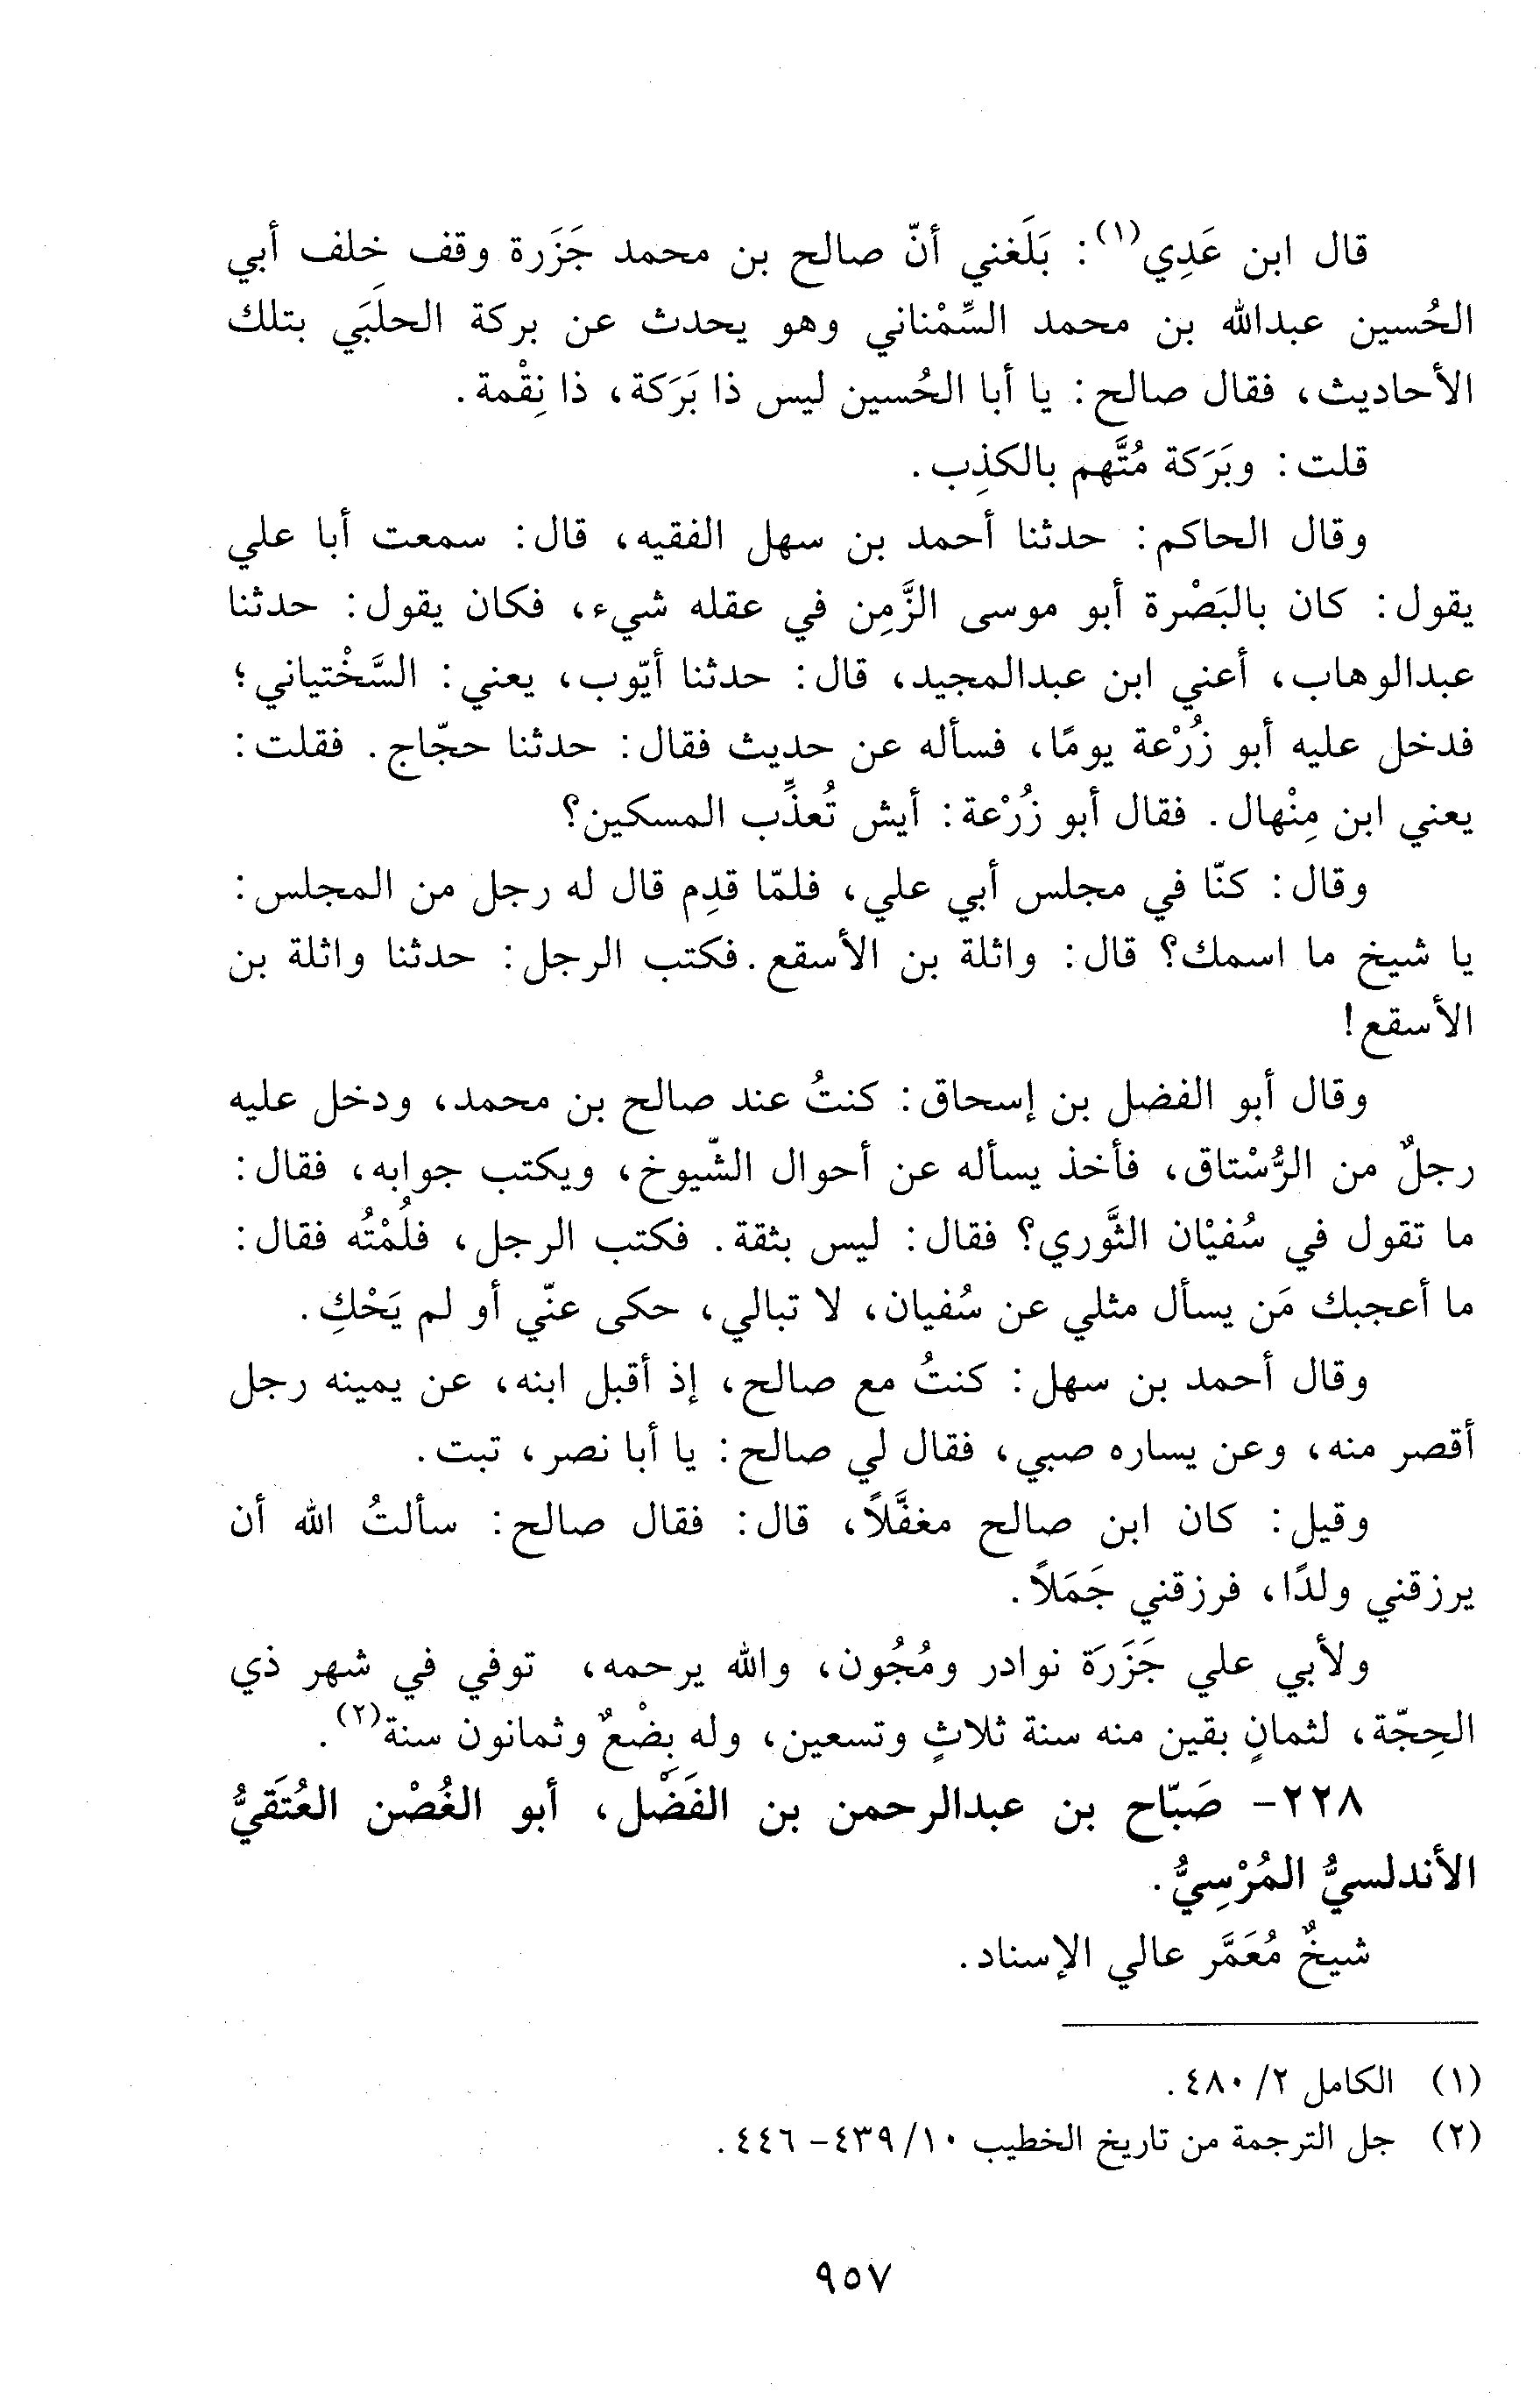 قال ابن عَدِي(١): بَلَغني أنّ صالح بن محمد جَزَرة وقف خلف أبي
الحُسين عبدالله بن محمد السِّمْناني وهو يحدث عن بركة الحلَبَي بتلك
الأحاديث، فقال صالح: يا أبا الحُسين ليس ذا بَرَكة، ذا نِقْمة.
قلت: وبَرَكة مُتَّهم بالكذِب.
وقال الحاكم: حدثنا أحمد بن سهل الفقيه، قال: سمعت أبا علي
يقول: كان بالبَصْرة أبو موسى الزَّمِن في عقله شيء، فكان يقول: حدثنا
عبدالوهاب، أعني ابن عبدالمجيد، قال: حدثنا أيّوب، يعني: السَّخْتياني؛
فدخل عليه أبو زُرْعة يومًا، فسأله عن حديث فقال: حدثنا حجّاج. فقلت:
يعني ابن مِنْهال. فقال أبو زُرْعة: أيش تُعذِّب المسكين؟
وقال: كنّا في مجلس أبي علي، فلمّا قدِم قال له رجل من المجلس:
يا شيخ ما اسمك؟ قال: واثلة بن الأسقع. فكتب الرجل: حدثنا واثلة بن
الأسقع!
وقال أبو الفضل بن إسحاق: كنتُ عند صالح بن محمد، ودخل عليه
رجلٌ من الرُّسْتاق، فأخذ يسأله عن أحوال الشّيوخ، ويكتب جوابه، فقال:
ما تقول في سُفيْان الثَّوري؟ فقال: ليس بثقة. فكتب الرجل، فلُمْتُه فقال:
ما أعجبك مَن يسأل مثلي عن سُفيان، لا تبالي، حكى عنّي أو لم يَحْكِ.
وقال أحمد بن سهل: كنتُ مع صالح، إذ أقبل ابنه، عن يمينه رجل
أقصر منه، وعن يساره صبي، فقال لي صالح: يا أبا نصر، تبت.
وقيل: كان ابن صالح مغفَّلاً، قال: فقال صالح: سألتُ الله أن
يرزقني ولدًا، فرزقني جَمَلاً.
ولأبي علي جَزَرَة نوادر ومُجُون، والله يرحمه، توفي في شهر ذي
الحِجّة، لثمانٍ بقين منه سنة ثلاثٍ وتسعين، وله بِضْعٌ وثمانون سنة(٢).
٢٢٨- صَبّاح بن عبدالرحمن بن الفَضْل، أبو الغُصْن العُتَقيُّ
الأندلسيُّ المُرْسِيُّ.
شيخٌ مُعَمَّر عالي الإسناد.
(١) الكامل ٢/ ٤٨٠.
(٢) جل الترجمة من تاريخ الخطيب ١٠/ ٤٣٩- ٤٤٦.
٩٥٧